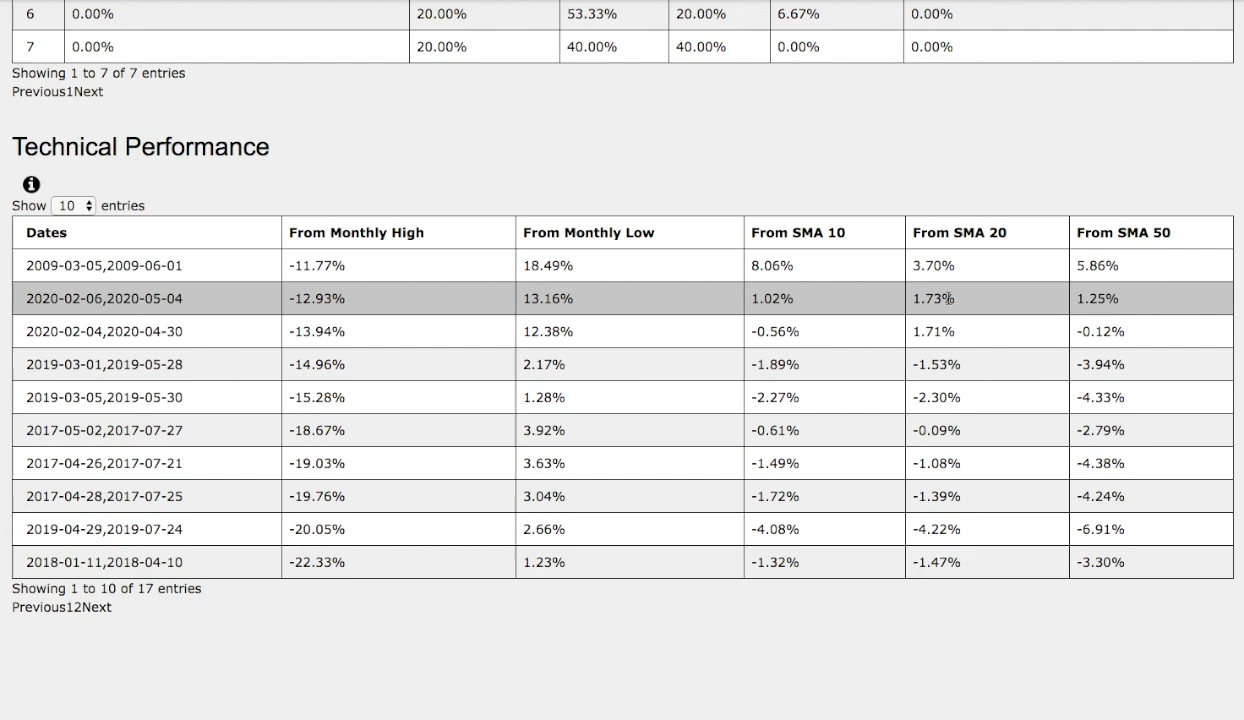 6 0.00% 20.00% 53.33% 20.00% 6.67% 0.00%
7 0.00% 20.00% 40.00% 40.00% 0.00% 0.00%
Showing 1 to 7 of 7 entries
Previous1Next
Technical Performance
Show 10 entries
Dates From Monthly High From Monthly Low From SMA 10 From SMA 20 From SMA 50
2009-03-05,2009-06-01 -11.77% 18.49% 8.06% 3.70% 5.86%
2020-02-06,2020-05-04 -12.93% 13.16% 1.02% 1.73% 1.25%
2020-02-04,2020-04-30 -13.94% 12.38% -0.56% 1.71% -0.12%
2019-03-01,2019-05-28 -14.96% 2.17% -1.89% -1.53% -3.94%
2019-03-05,2019-05-30 -15.28% 1.28% -2.27% -2.30% -4.33%
2017-05-02,2017-07-27 -18.67% 3.92% -0.61% -0.09% -2.79%
2017-04-26,2017-07-21 -19.03% 3.63% -1.49% -1.08% -4.38%
2017-04-28,2017-07-25 -19.76% 3.04% -1.72% -1.39% -4.24%
2019-04-29,2019-07-24 -20.05% 2.66% -4.08% -4.22% -6.91%
2018-01-11,2018-04-10 -22.33% 1.23% -1.32% -1.47% -3.30%
Showing 1 to 10 of 17 entries
Previous12Next